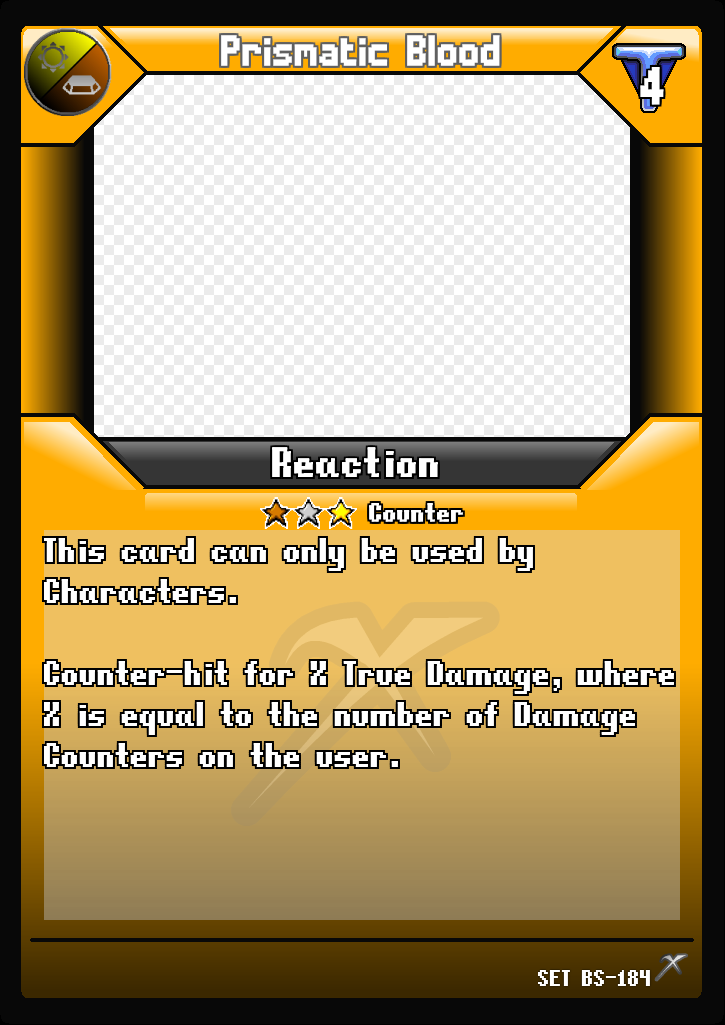 Prismatic Blood
4
Reaction
Counter
This card can only be used by
Characters.
Counter-hit for X True Damage, where
X is equal to the number of Damage
Counters on the user.
SET BS-184